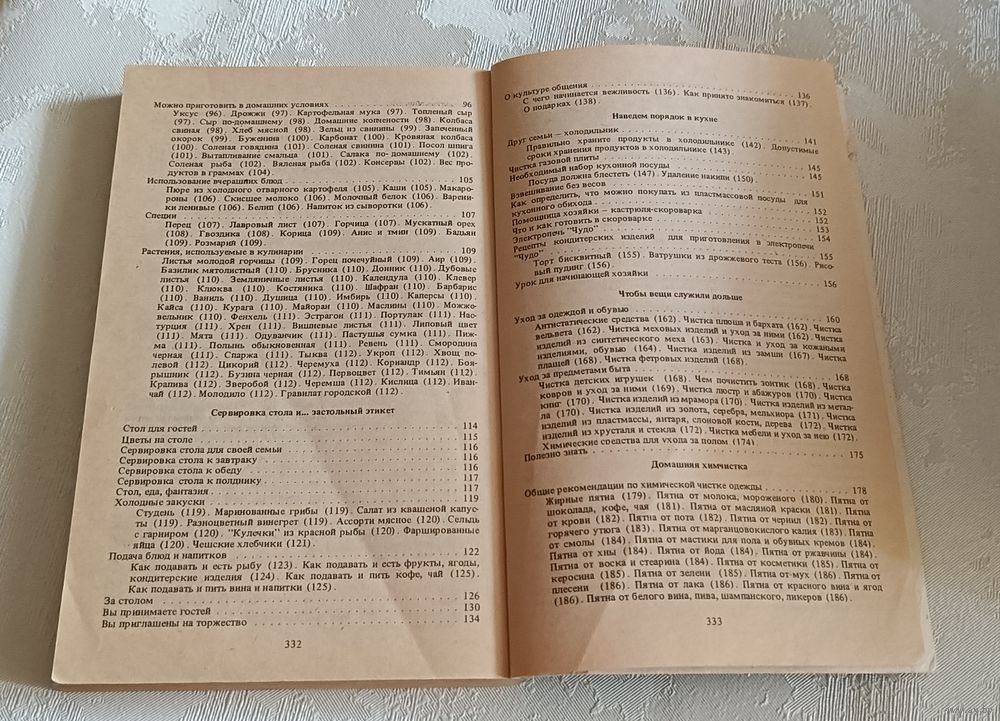 Можно приготовить в домашних условиях . . . . . . . . . . . . . . . . . 96
Уксус (96). Дрожжи (97). Картофельная мука (97). Топленый сыр
(97). Сыр по-домашнему (98). Домашние копчености (98). Колбаса
свиная (98). Хлеб мясной (98). Зельц из свинины (99). Запеченный
окорок (99). Буженина (100). Карбонат (100). Кровяная колбаса
(100). Соленая говядина (101). Соленая свинина (101). Посол шпига
(101). Вытапливание смальца (101). Салака по-домашнему (102).
Соленая рыба (102). Вяленая рыба (102). Консервы (102). Вес про-
дуктов в граммах (104).
Использование вчерашних блюд . . . . . . . . . . . . . . . . . 105
Пюре из холодного отварного картофеля (105). Каши (105). Макаро-
роны (106). Скисшее молоко (106). Молочный белок (106). Варени-
ки ленивые (106). Беляш (106). Напиток из сыворотки (106).
Специи . . . . . . . . . . . . . . . . . 107
Перец (107). Лавровый лист (107). Горчица (107). Мускатный орех
(108). Гвоздика (108). Корица (109). Анис и тмин (109). Бадьян
(109). Розмарий (109).
Растения, используемые в кулинарии . . . . . . . . . . . . . . . . . 109
Листья молодой горчицы (109). Горец почечуйный (109). Аир (109).
Базилик мятолистный (110). Брусника (110). Донник (110). Дубовые
листья (110). Земляничные листья (110). Календула (110). Клевер
(110). Клюква (110). Костяника (110). Шафран (110). Барбарис
(110). Ваниль (110). Душица (110). Имбирь (110). Каперсы (110).
Кайса (110). Курага (110). Майоран (110). Маслины (110). Можже-
вельник (110). Фенхель (111). Эстрагон (111). Портулак (111). Нас-
турция (111). Хрен (111). Вишневые листья (111). Липовый цвет
(111). Мята (111). Одуванчик (111). Пастушья сумка (111). Пиж-
ма (111). Полынь обыкновенная (111). Ревень (111). Смородина
черная (111). Спаржа (111). Тыква (112). Укроп (112). Хвощ по-
левой (112). Цикорий (112). Черемуха (112). Кориандр (112). Боя-
рышник (112). Бузина черная (112). Первоцвет (112). Тимьян (112).
Крапива (112). Зверобой (112). Черемша (112). Кислица (112). Иван-
чай (112). Молодило (112). Гравилат городской (112).
Сервировка стола и... застольный этикет
Стол для гостей . . . . . . . . . . . . . . . . . 114
Цветы на столе . . . . . . . . . . . . . . . . . 115
Сервировка стола для своей семьи . . . . . . . . . . . . . . . . . 116
Сервировка стола к завтраку . . . . . . . . . . . . . . . . . 116
Сервировка стола к обеду . . . . . . . . . . . . . . . . . 116
Сервировка стола к полднику . . . . . . . . . . . . . . . . . 117
Стол, еда, фантазия . . . . . . . . . . . . . . . . . 117
Холодные закуски . . . . . . . . . . . . . . . . . 119
Студень (119). Маринованные грибы (119). Салат из квашеной капус-
ты (119). Разноцветный винегрет (119). Ассорти мясное (120). Сельдь
с гарниром (120). "Кулечки" из красной рыбы (120). Фаршированные
яйца (120). Чешские хлебчики (121).
Подача блюд и напитков . . . . . . . . . . . . . . . . . 122
Как подавать и есть рыбу (123). Как подавать и есть фрукты, ягоды,
кондитерские изделия (124). Как подавать и пить кофе, чай (125).
Как подавать и пить вина и напитки (125).
За столом . . . . . . . . . . . . . . . . . 126
Вы принимаете гостей . . . . . . . . . . . . . . . . . 130
Вы приглашены на торжество . . . . . . . . . . . . . . . . . 134
332
О культуре общения . . . . . . . . . . . . . . . . . 136
С чего начинается вежливость (136). Как принято знакомиться (137).
О подарках (138).
Наведем порядок в кухне
Друг семьи – холодильник . . . . . . . . . . . . . . . . . 141
Правильно храните продукты в холодильнике (142). Допустимые
сроки хранения продуктов в холодильнике (143)
Чистка газовой плиты . . . . . . . . . . . . . . . . . 145
Необходимый набор кухонной посуды . . . . . . . . . . . . . . . . . 145
Посуда должна блестеть (147). Удаление накипи (150).
Взвешивание без весов . . . . . . . . . . . . . . . . . 151
Как определить, что можно покупать из пластмассовой посуды для
кухонного обихода . . . . . . . . . . . . . . . . . 152
Помощница хозяйки – кастрюля-скороварка . . . . . . . . . . . . . . . . . 152
Что и как готовить в скороварке . . . . . . . . . . . . . . . . . 153
Электропечь "Чудо" . . . . . . . . . . . . . . . . . 154
Рецепты кондитерских изделий для приготовления в электропечи
"Чудо" . . . . . . . . . . . . . . . . . 155
Торт бисквитный (155). Ватрушки из дрожжевого теста (156). Рисо-
вый пудинг (156).
Урок для начинающей хозяйки . . . . . . . . . . . . . . . . . 156
Чтобы вещи служили дольше
Уход за одеждой и обувью . . . . . . . . . . . . . . . . . 160
Антистатические средства (162). Чистка плюша и бархата (162). Чистка
вельвета (162). Чистка меховых изделий и уход за ними (162). Чистка
изделий из синтетического меха (163). Чистка и уход за кожаными
изделиями, обувью (164). Чистка изделий из замши (167). Чистка
плащей (168). Чистка фетровых изделий (168).
Уход за предметами быта . . . . . . . . . . . . . . . . . 168
Чистка детских игрушек (168). Чем почистить зонтик (168). Чистка
ковров и уход за ними (169). Чистка люстр и абажуров (170). Чистка
книг (170). Чистка изделий из мрамора (170). Чистка изделий из метал-
ла (170). Чистка изделий из золота, серебра, мельхиора (171). Чистка
изделий из пластмассы, янтаря, слоновой кости, дерева (172). Чистка
изделий из хрусталя и стекла (172). Чистка мебели и уход за нею (172).
Химические средства для ухода за полом (174).
Полезно знать . . . . . . . . . . . . . . . . . 175
Домашняя химчистка
Общие рекомендации по химической чистке одежды . . . . . . . . . . . . . . . . . 178
Жирные пятна (179). Пятна от молока, мороженого (180). Пятна от
шоколада, кофе, чая (181). Пятна от масляной краски (181). Пятна
от крови (182). Пятна от пота (182). Пятна от чернил (182). Пятна от
горячего утюга (183). Пятна от марганцовокислого калия (183). Пятна
от смолы (184). Пятна от мастики для пола и обувных кремов (184).
Пятна от хны (184). Пятна от йода (184). Пятна от ржавчины (184).
Пятна от воска и стеарина (184). Пятна от косметики (185). Пятна от
керосина (185). Пятна от зелени (185). Пятна от мух (186). Пятна от
плесени (186). Пятна от лака (186). Пятна от красного вина и ягод
(186). Пятна от белого вина, пива, шампанского, ликеров (186).
333